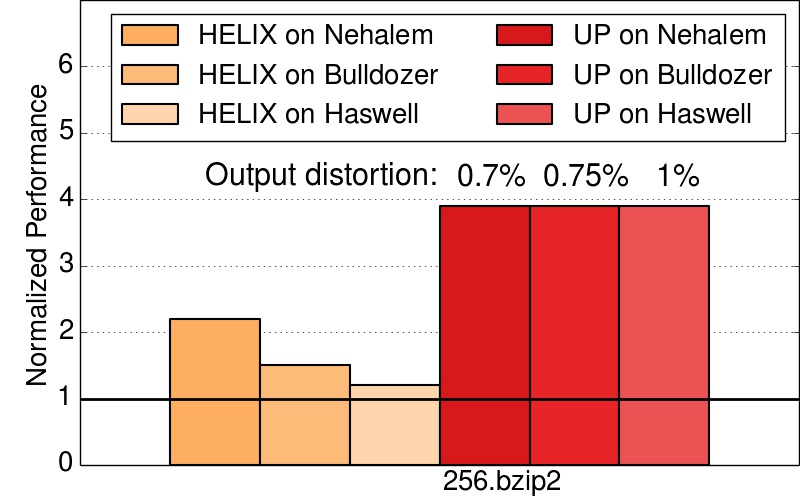 HELIX on Nehalem
HELIX on Bulldozer
HELIX on Haswell
UP on Nehalem
UP on Bulldozer
UP on Haswell
Output distortion: 0.7% 0.75% 1%
Normalized Performance
6
5
4
3
2
1
0
256.bzip2